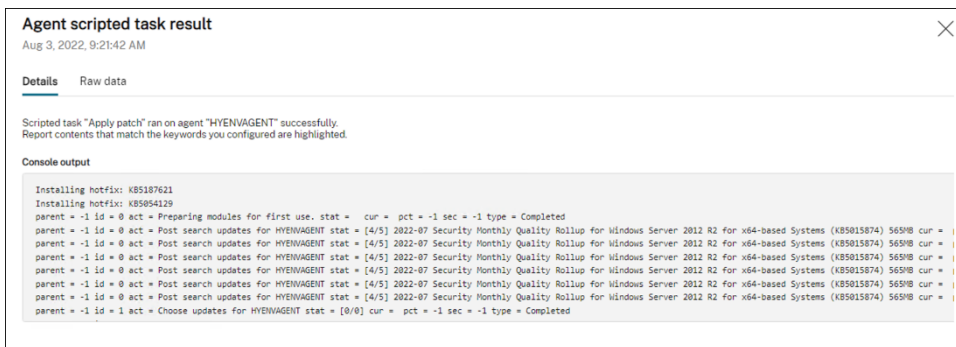 Agent scripted task result
Aug 3, 2022, 9:21:42 AM
Details Raw data
Scripted task "Apply patch" ran on agent "HYENVAGENT" successfully.
Report contents that match the keywords you configured are highlighted.
Console output
Installing hotfix: KB5187621
Installing hotfix: KB5054129
parent = -1 id = 0 act = Preparing modules for first use. stat = cur = pct = -1 sec = -1 type = Completed
parent = -1 id = 0 act = Post search updates for HYENVAGENT stat = [4/5] 2022-07 Security Monthly Quality Rollup for Windows Server 2012 R2 for x64-based Systems (KB5015874) 565MB cur =
parent = -1 id = 0 act = Post search updates for HYENVAGENT stat = [4/5] 2022-07 Security Monthly Quality Rollup for Windows Server 2012 R2 for x64-based Systems (KB5015874) 565MB cur =
parent = -1 id = 0 act = Post search updates for HYENVAGENT stat = [4/5] 2022-07 Security Monthly Quality Rollup for Windows Server 2012 R2 for x64-based Systems (KB5015874) 565MB cur =
parent = -1 id = 0 act = Post search updates for HYENVAGENT stat = [4/5] 2022-07 Security Monthly Quality Rollup for Windows Server 2012 R2 for x64-based Systems (KB5015874) 565MB cur =
parent = -1 id = 0 act = Post search updates for HYENVAGENT stat = [4/5] 2022-07 Security Monthly Quality Rollup for Windows Server 2012 R2 for x64-based Systems (KB5015874) 565MB cur =
parent = -1 id = 0 act = Post search updates for HYENVAGENT stat = [4/5] 2022-07 Security Monthly Quality Rollup for Windows Server 2012 R2 for x64-based Systems (KB5015874) 565MB cur =
parent = -1 id = 1 act = Choose updates for HYENVAGENT stat = [0/0] cur = pct = -1 sec = -1 type = Completed